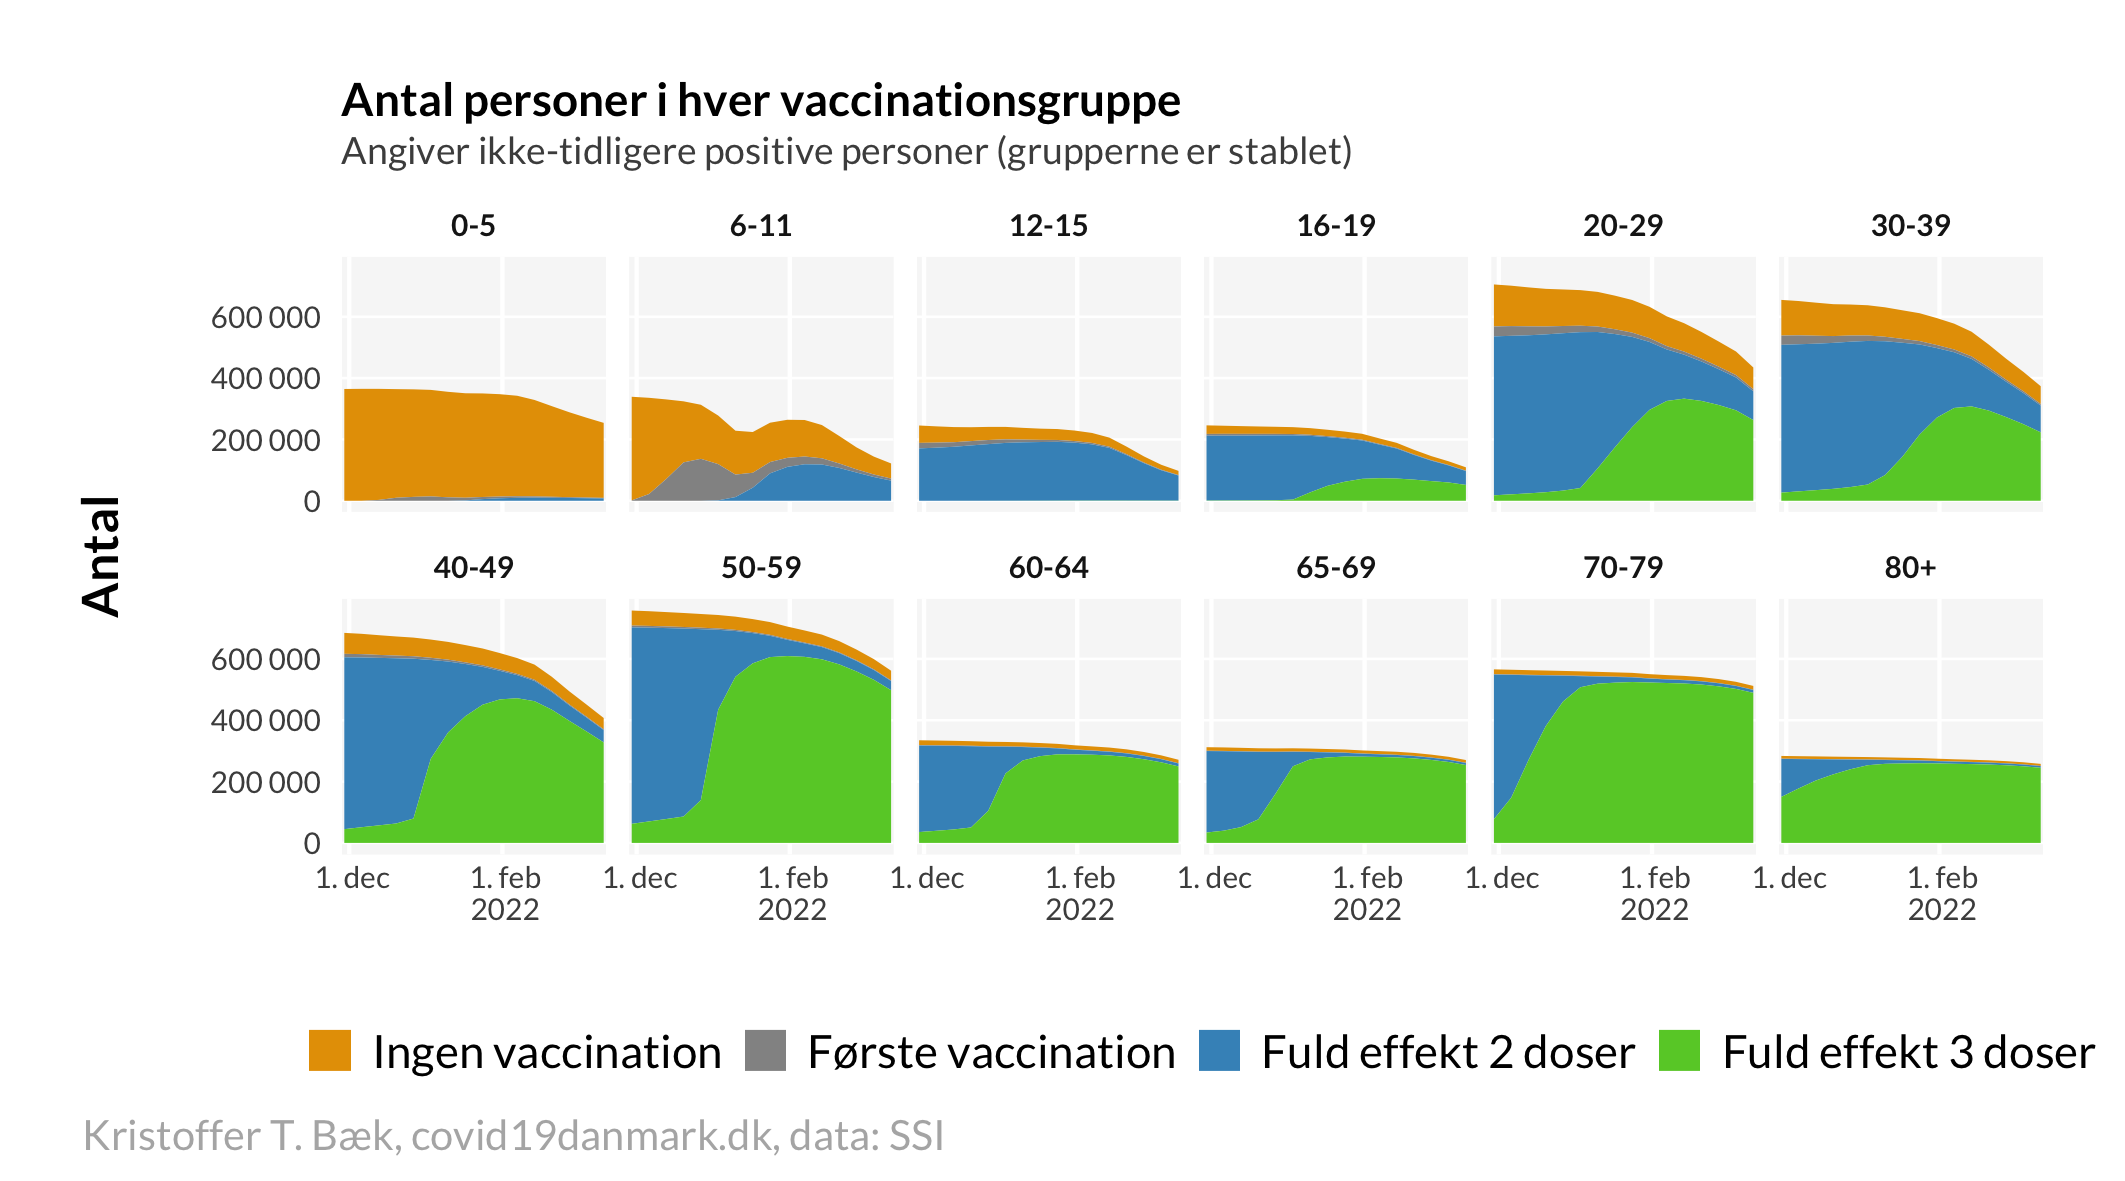 Antal personer i hver vaccinationsgruppe
Angiver ikke-tidligere positive personer (grupperne er stablet)
0-5 6-11 12-15 16-19 20-29 30-39
600 000
400 000
200 000
0
Antal
40-49 50-59 60-64 65-69 70-79 80+
600 000
400 000
200 000
0
1. dec 1. feb 1. dec 1. feb 1. dec 1. feb 1. dec 1. feb 1. dec 1. feb 1. dec 1. feb
2022 2022 2022 2022 2022 2022
Ingen vaccination Første vaccination Fuld effekt 2 doser Fuld effekt 3 doser
Kristoffer T. Bæk, covid19danmark.dk, data: SSI